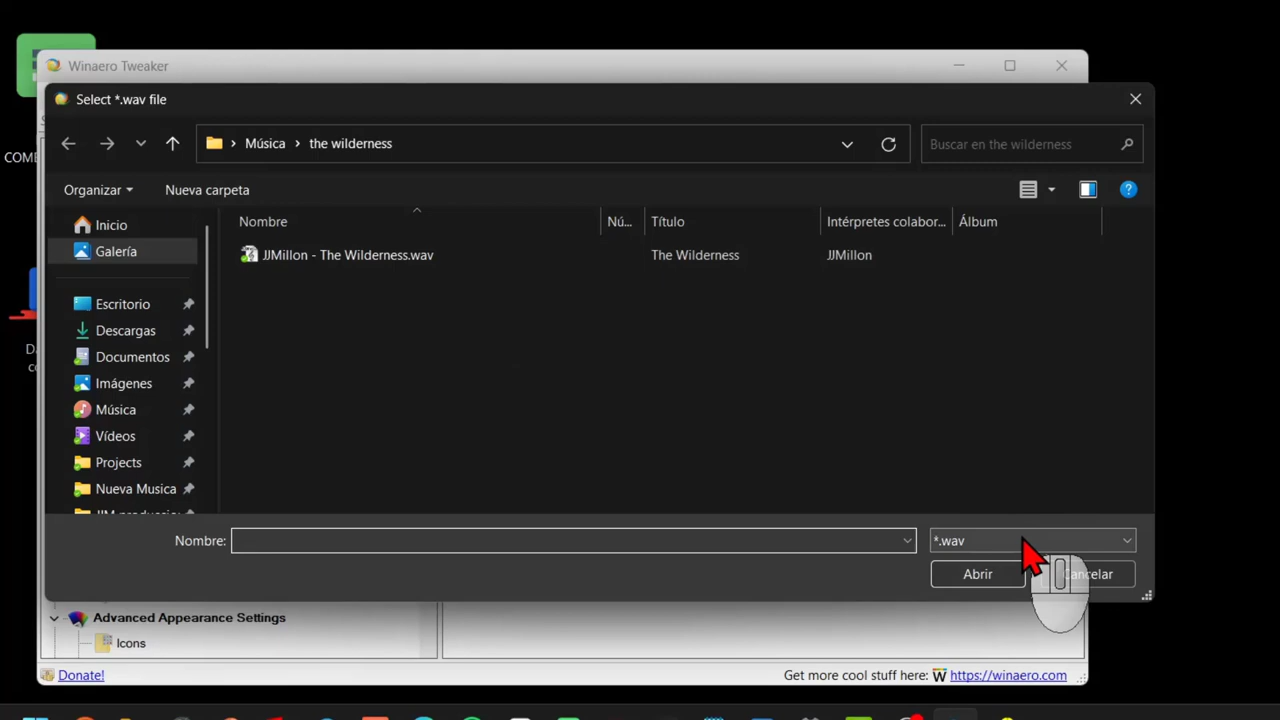 Winaero Tweaker
Select *.wav file
Música the wilderness
Buscar en the wilderness
Organizar Nueva carpeta
Nombre Nú... Título Intérpretes colabor... Álbum
JJMillon - The Wilderness.wav The Wilderness JJMillon
Inicio
Galería
Escritorio
Descargas
Documentos
Imágenes
Música
Vídeos
Projects
Nueva Musica
Nombre: *.wav
Abrir Cancelar
Advanced Appearance Settings
Icons
Donate! Get more cool stuff here: W https://winaero.com